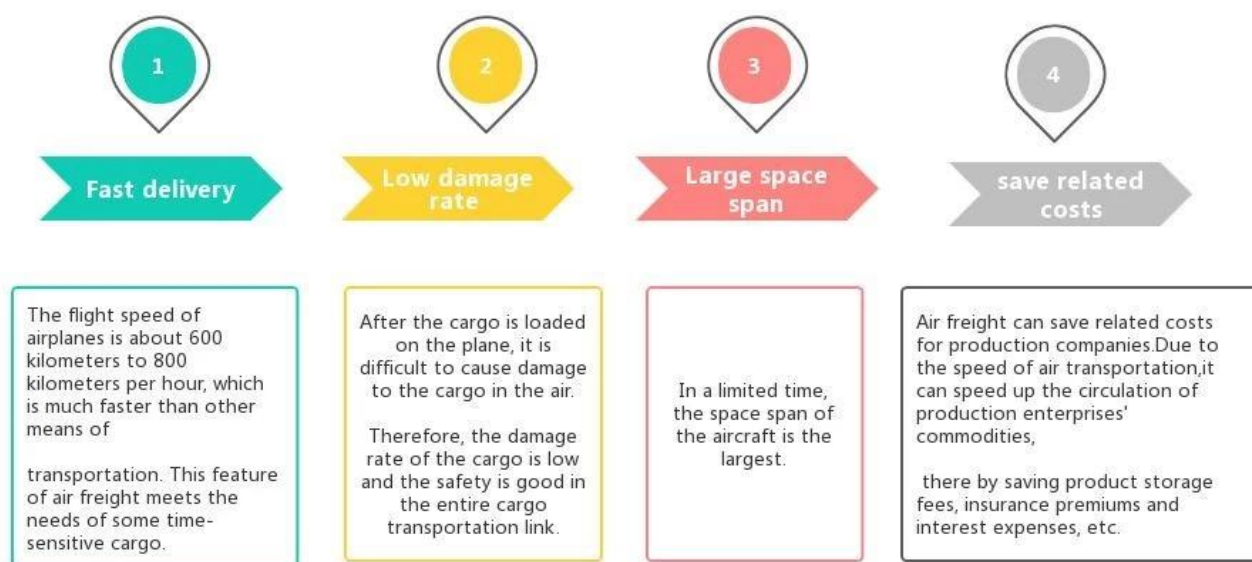 1
Fast delivery
The flight speed of
airplanes is about 600
kilometers to 800
kilometers per hour, which
is much faster than other
means of
transportation. This feature
of air freight meets the
needs of some time-
sensitive cargo.
2
Low damage
rate
After the cargo is loaded
on the plane, it is
difficult to cause damage
to the cargo in the air.
Therefore, the damage
rate of the cargo is low
and the safety is good in
the entire cargo
transportation link.
3
Large space
span
In a limited time,
the space span of
the aircraft is the
largest.
4
save related
costs
Air freight can save related costs
for production companies.Due to
the speed of air transportation,it
can speed up the circulation of
production enterprises'
commodities,
there by saving product storage
fees, insurance premiums and
interest expenses, etc.